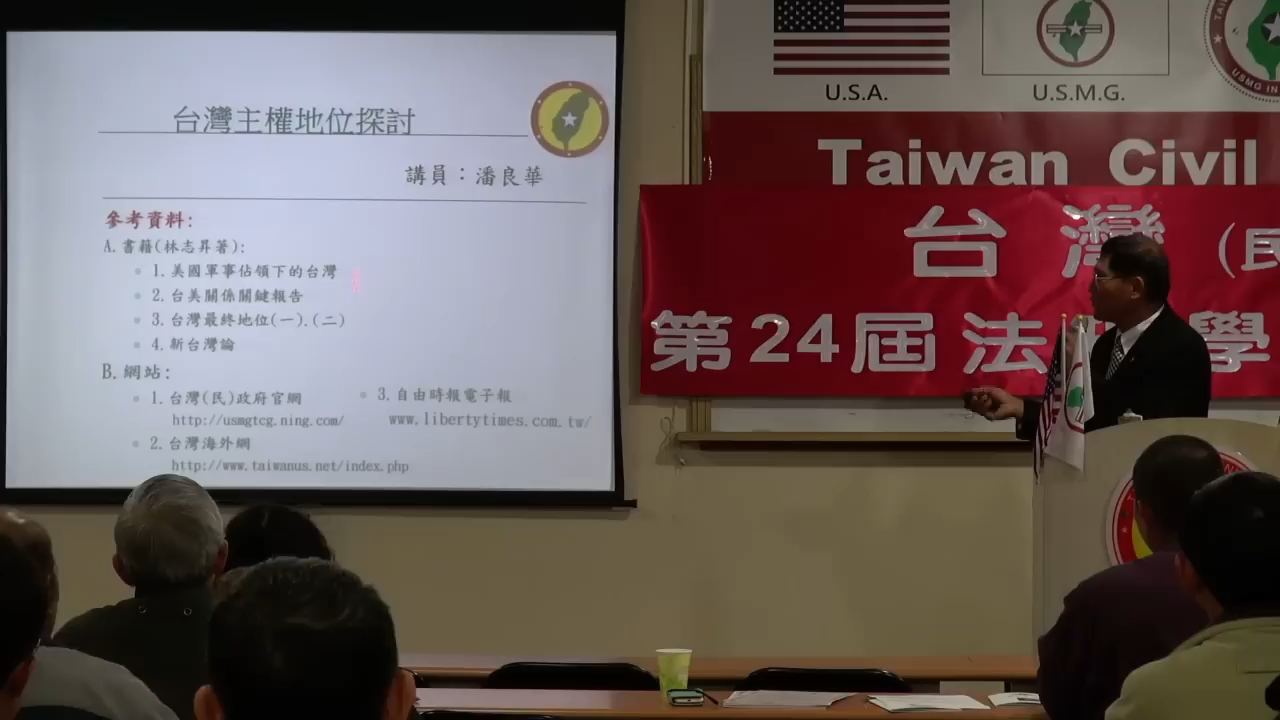 台灣主權地位探討
講員：潘良華
參考資料:
A.書籍(林志昇著):
1.美國軍事佔領下的台灣
2.台美關係關鍵報告
3.台灣最終地位(一).(二)
4.新台灣論
B.網站:
1.台灣(民)政府官網
http://usmgtcg.ning.com/
3.自由時報電子報
www.libertytimes.com.tw/
2.台灣海外網
http://www.taiwanus.net/index.php
U.S.A.
U.S.M.G.
USMG IN
Taiwan Civil
台灣(民
第24屆法 學